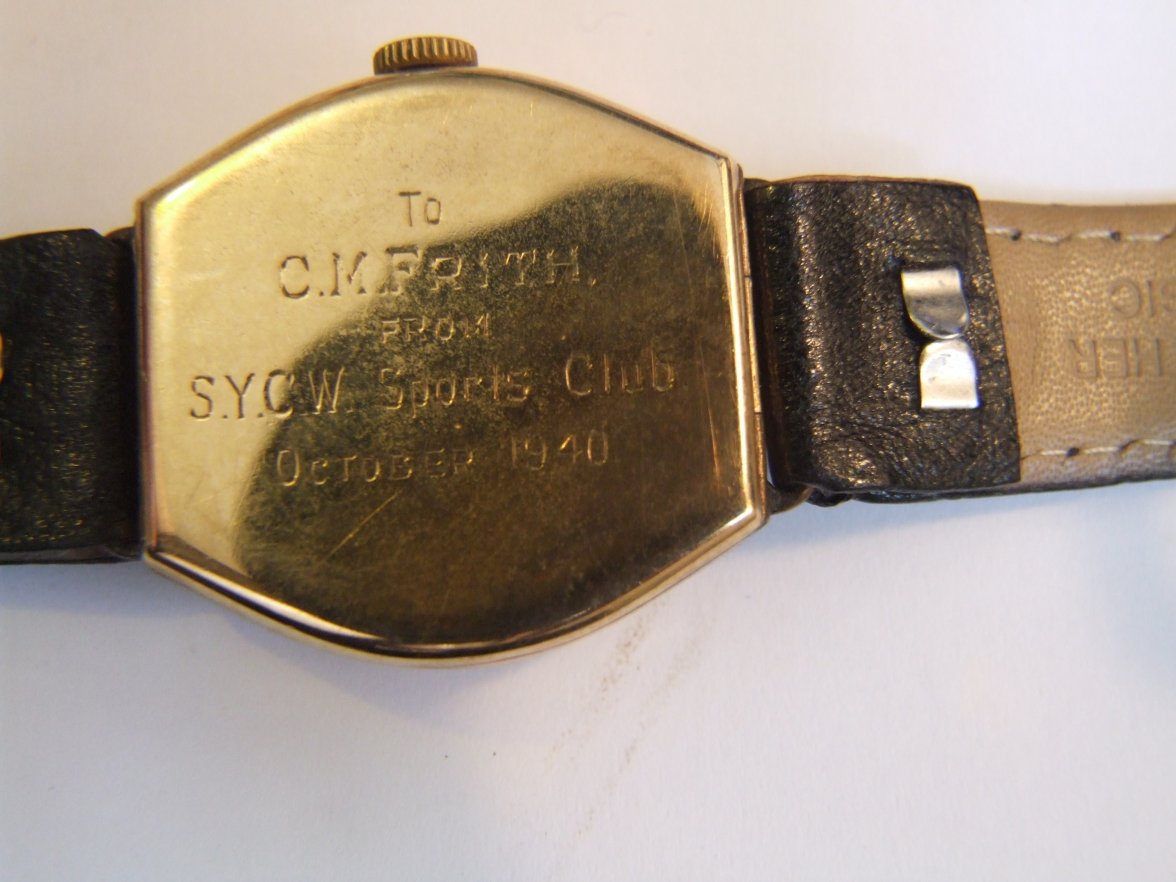 To
C.M.FRITH.
FROM
S.Y.C.W. Sports Club
OCTOBER 1940